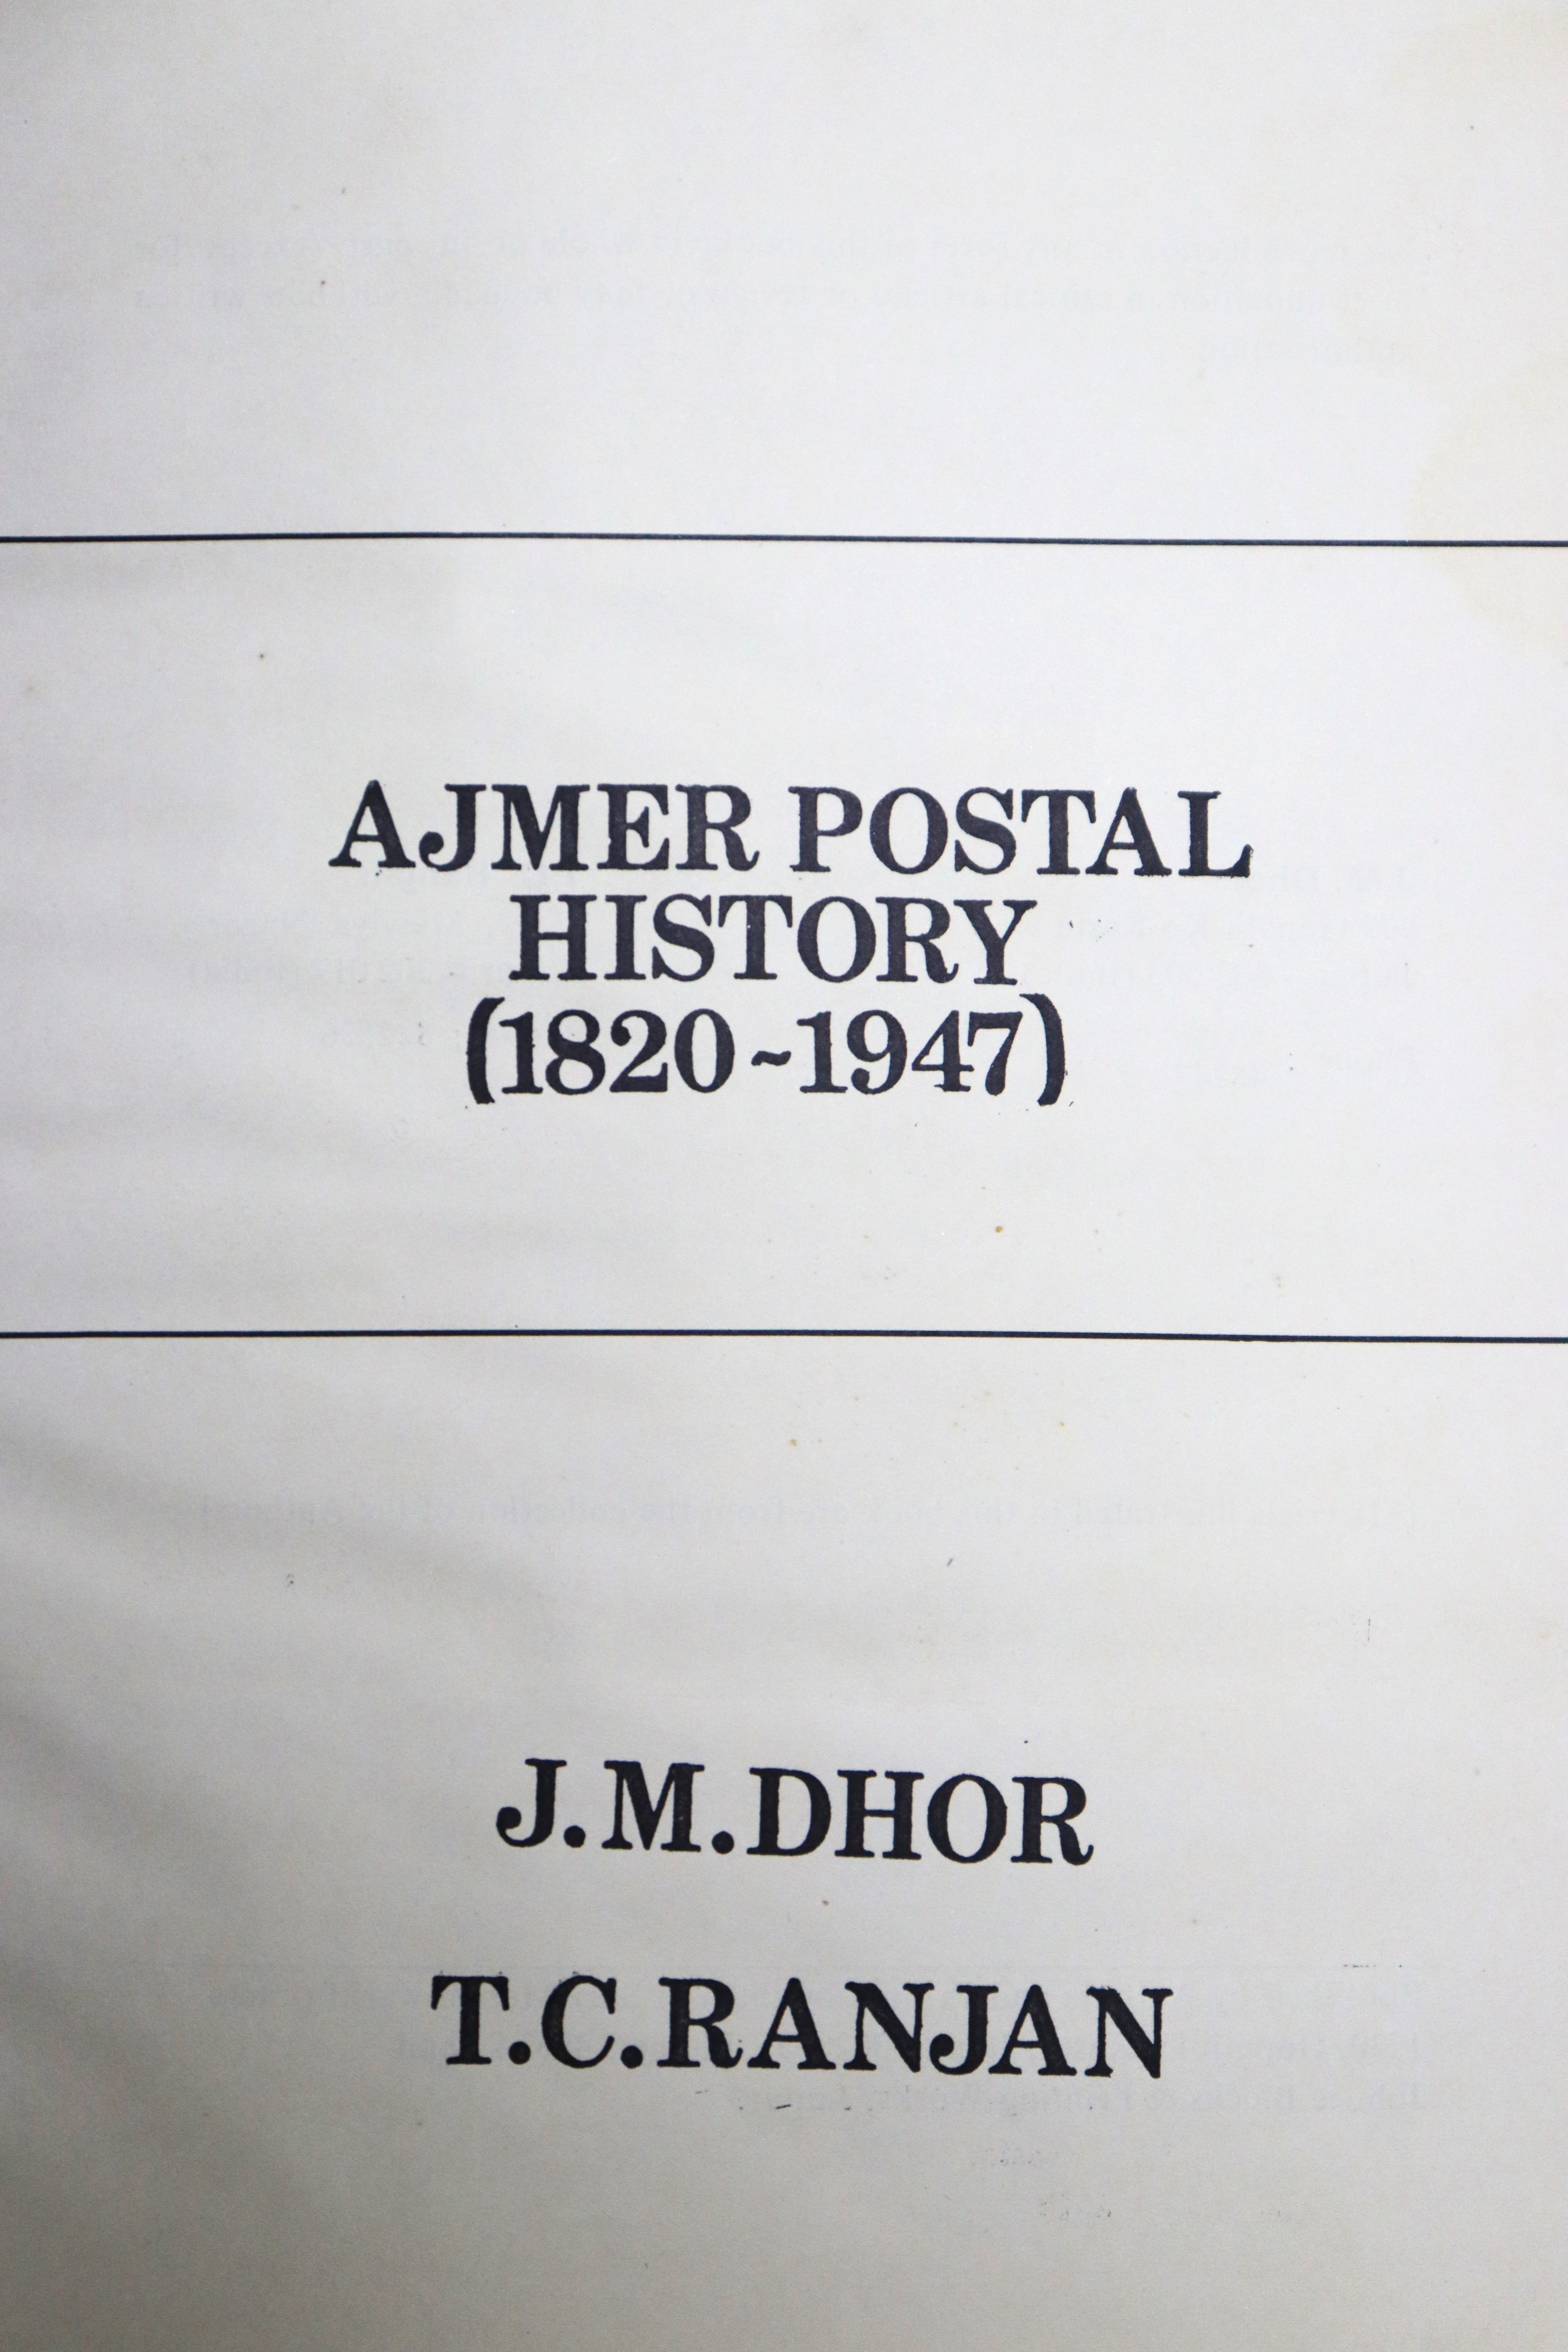 AJMER POSTAL
HISTORY
(1820~1947)
J.M.DHOR
T.C.RANJAN